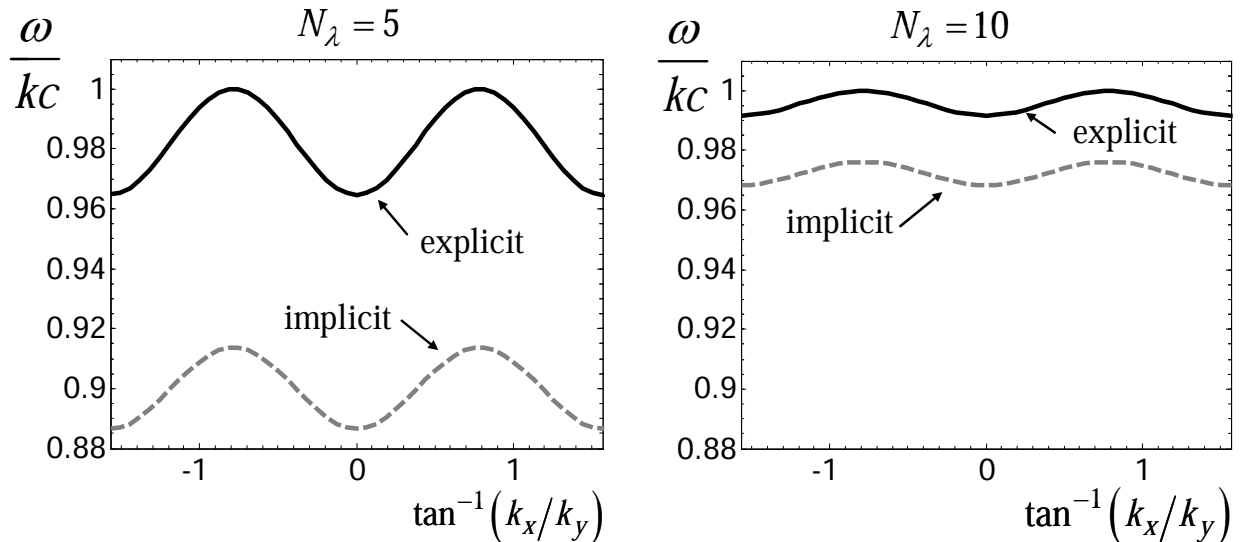 ω/kc
N_λ = 5
1
0.98
0.96
0.94
0.92
0.9
0.88
explicit
implicit
-1 0 1
tan⁻¹(k_x/k_y)
ω/kc
N_λ = 10
1
0.98
0.96
0.94
0.92
0.9
0.88
explicit
implicit
-1 0 1
tan⁻¹(k_x/k_y)